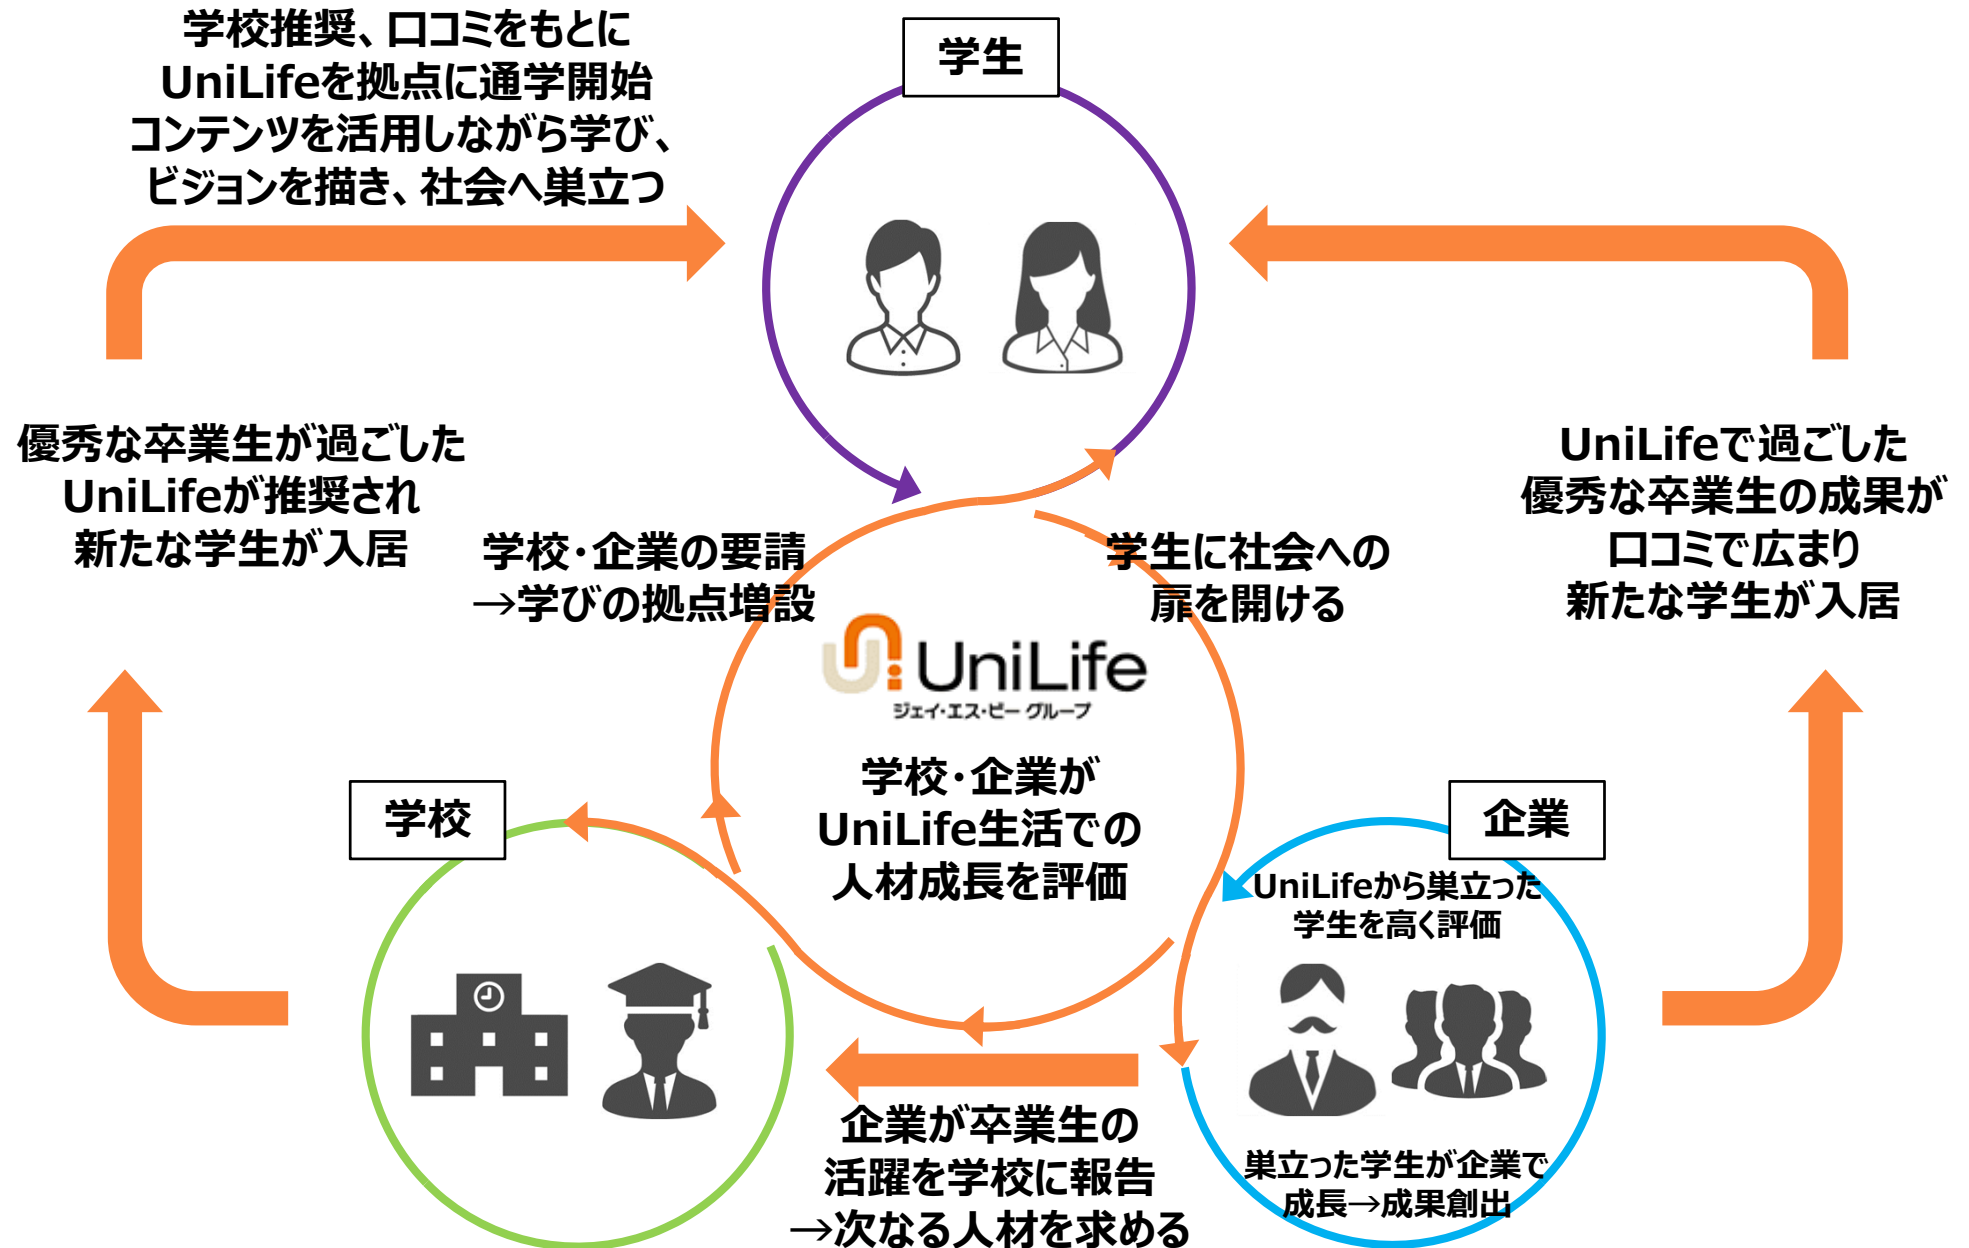 学校推奨、口コミをもとに
UniLifeを拠点に通学開始
コンテンツを活用しながら学び、
ビジョンを描き、社会へ巣立つ
学生
優秀な卒業生が過ごした
UniLifeが推奨され
新たな学生が入居
学校・企業の要請
→学びの拠点増設
学生に社会への
扉を開ける
UniLifeで過ごした
優秀な卒業生の成果が
口コミで広まり
新たな学生が入居
UniLife
ジェイ・エス・ビー グループ
学校・企業が
UniLife生活での
人材成長を評価
学校
企業
UniLifeから巣立った
学生を高く評価
企業が卒業生の
活躍を学校に報告
→次なる人材を求める
巣立った学生が企業で
成長→成果創出